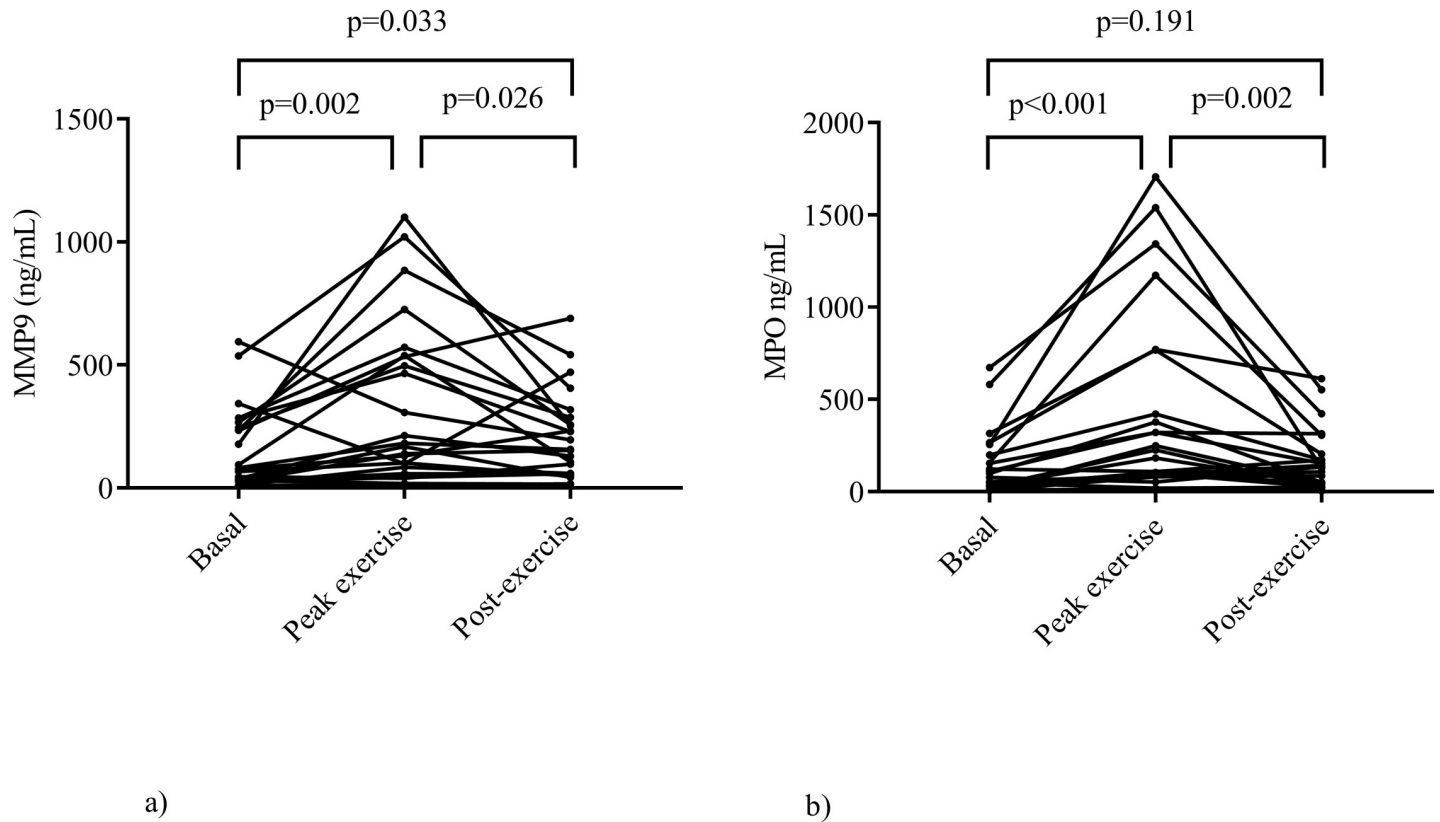 p=0.033
p=0.002
p=0.026
1500
1000
500
0
MMP9 (ng/mL)
Basal
Peak exercise
Post-exercise
a)
p=0.191
p<0.001
p=0.002
2000
1500
1000
500
0
MPO ng/mL
Basal
Peak exercise
Post-exercise
b)